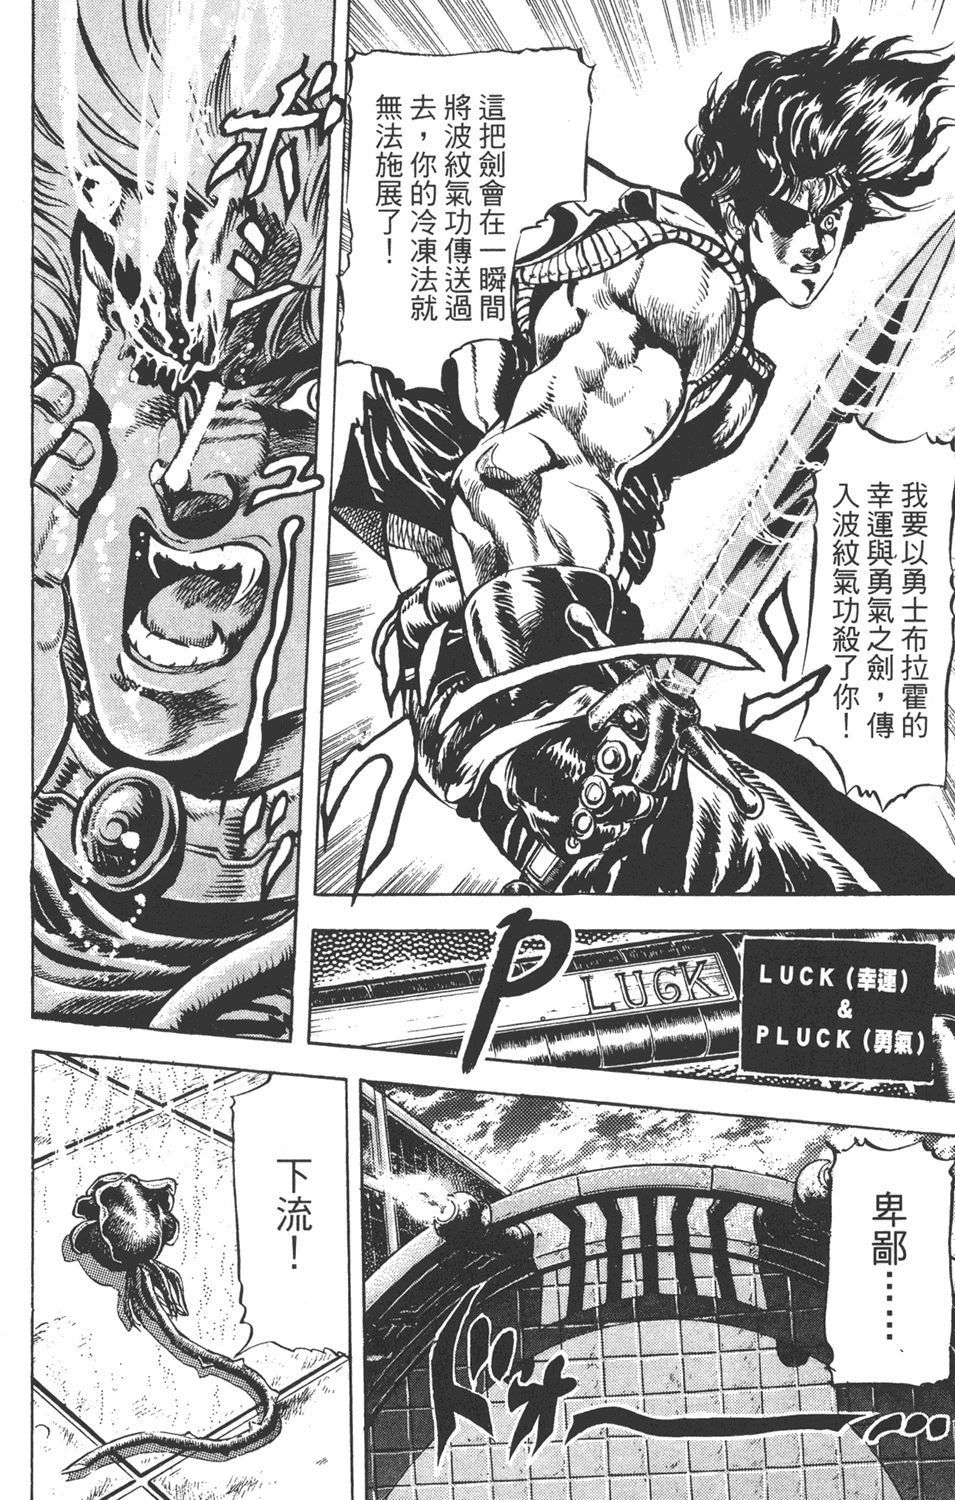 我要以勇士布拉霍的
幸運與勇氣之劍，傳
入波紋氣功殺了你！
這把劍會在一瞬間
將波紋氣功傳送過
去，你的冷凍法就
無法施展了！
LUCK
LUCK（幸運）
&
PLUCK（勇氣）
P
卑鄙……
下流！
ドドォ